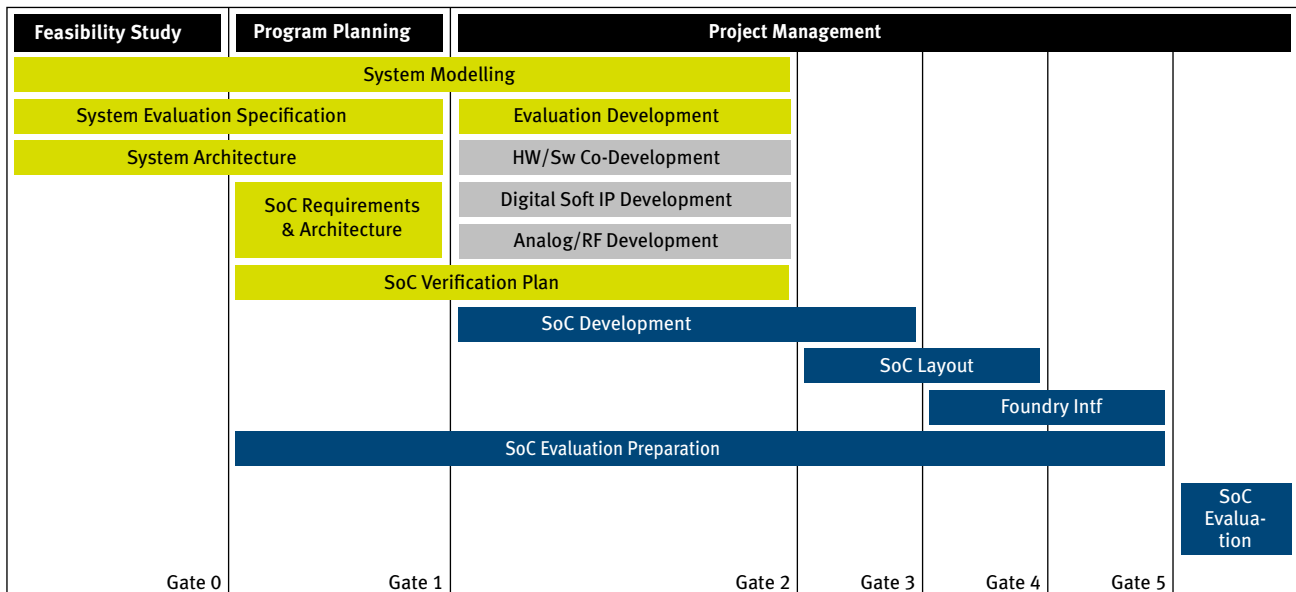 Feasibility Study
Program Planning
Project Management
System Modelling
System Evaluation Specification
Evaluation Development
System Architecture
HW/Sw Co-Development
SoC Requirements
& Architecture
Digital Soft IP Development
Analog/RF Development
SoC Verification Plan
SoC Development
SoC Layout
Foundry Intf
SoC Evaluation Preparation
SoC
Evalua-
tion
Gate 0
Gate 1
Gate 2
Gate 3
Gate 4
Gate 5